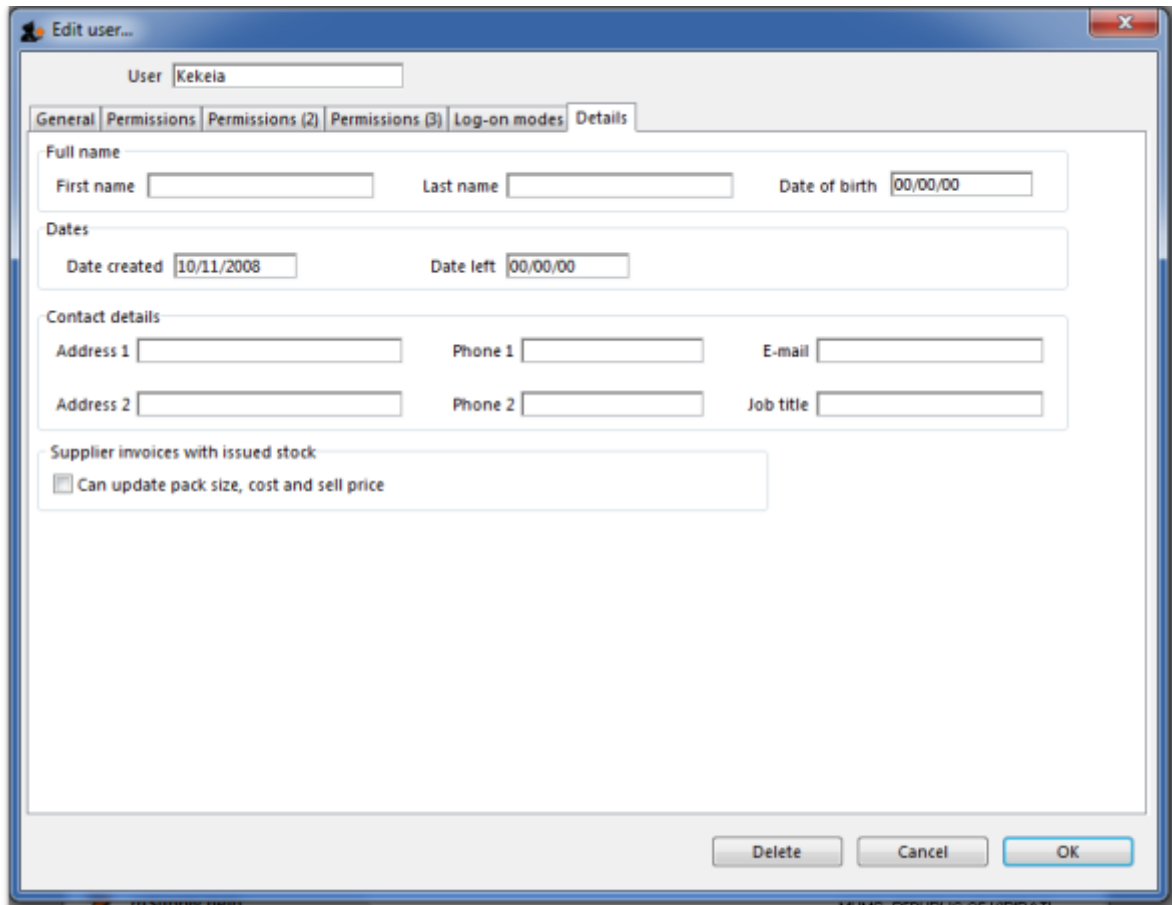 Edit user...
User Kekeia
General Permissions Permissions (2) Permissions (3) Log-on modes Details
Full name
First name Last name Date of birth 00/00/00
Dates
Date created 10/11/2008 Date left 00/00/00
Contact details
Address 1 Phone 1 E-mail
Address 2 Phone 2 Job title
Supplier invoices with issued stock
Can update pack size, cost and sell price
Delete Cancel OK